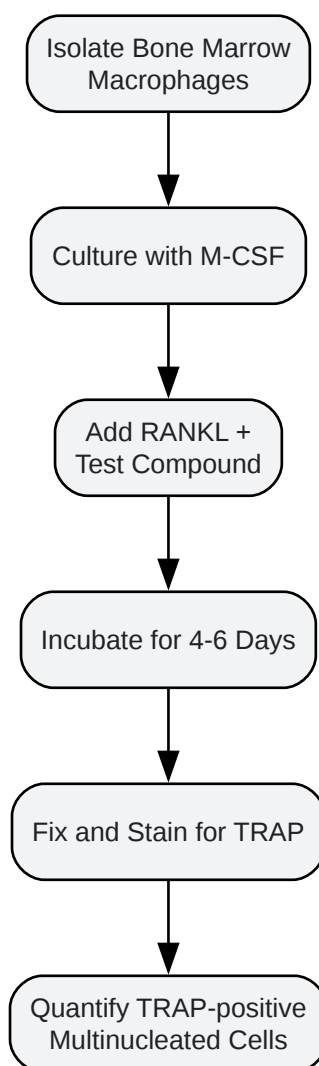 Isolate Bone Marrow
Macrophages
Culture with M-CSF
Add RANKL +
Test Compound
Incubate for 4-6 Days
Fix and Stain for TRAP
Quantify TRAP-positive
Multinucleated Cells